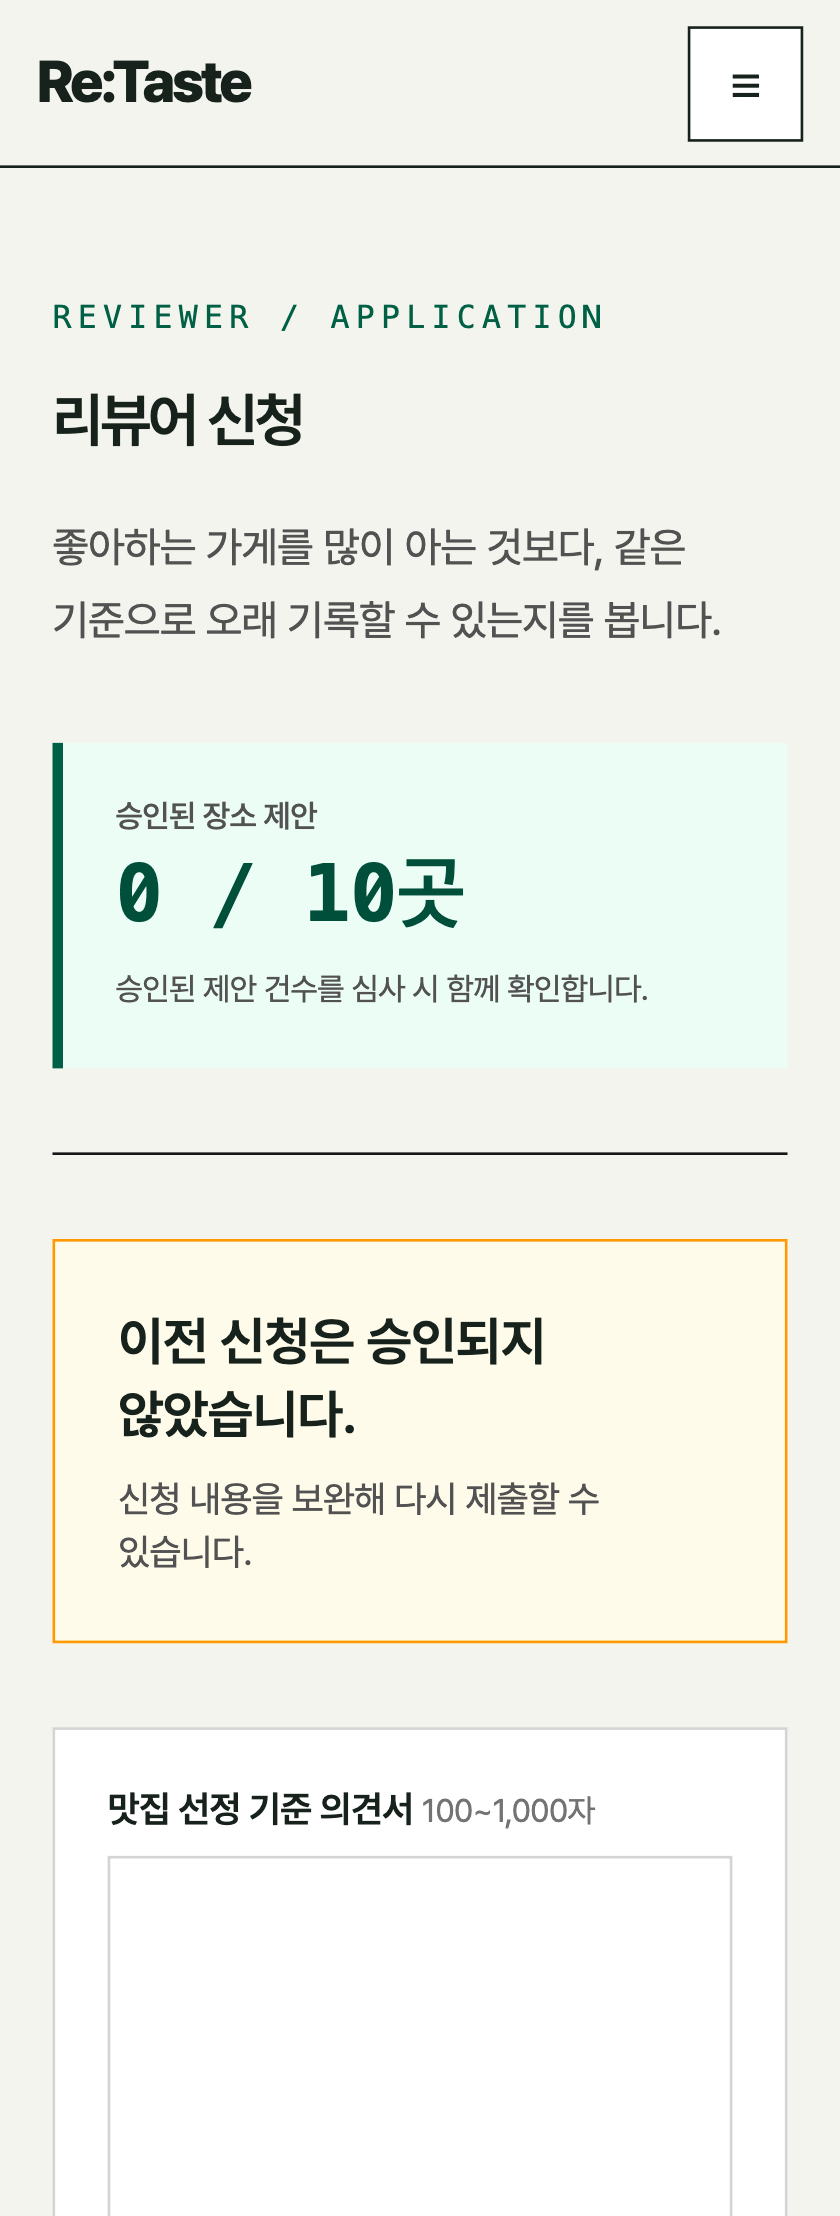 Re:Taste
REVIEWER / APPLICATION
리뷰어 신청
좋아하는 가게를 많이 아는 것보다, 같은
기준으로 오래 기록할 수 있는지를 봅니다.
승인된 장소 제안
0 / 10곳
승인된 제안 건수를 심사 시 함께 확인합니다.
이전 신청은 승인되지
않았습니다.
신청 내용을 보완해 다시 제출할 수
있습니다.
맛집 선정 기준 의견서 100~1,000자